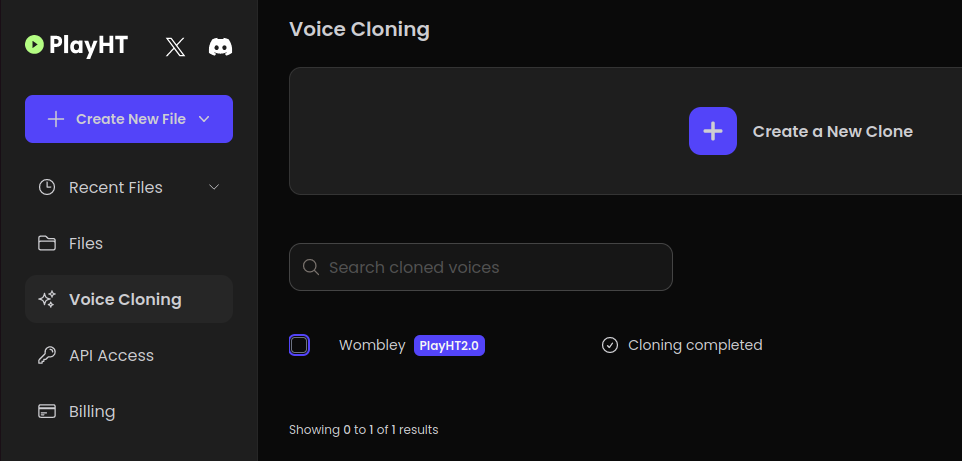 PlayHT
Create New File
Recent Files
Files
Voice Cloning
API Access
Billing
Voice Cloning
Create a New Clone
Search cloned voices
Wombley PlayHT2.0 Cloning completed
Showing 0 to 1 of 1 results